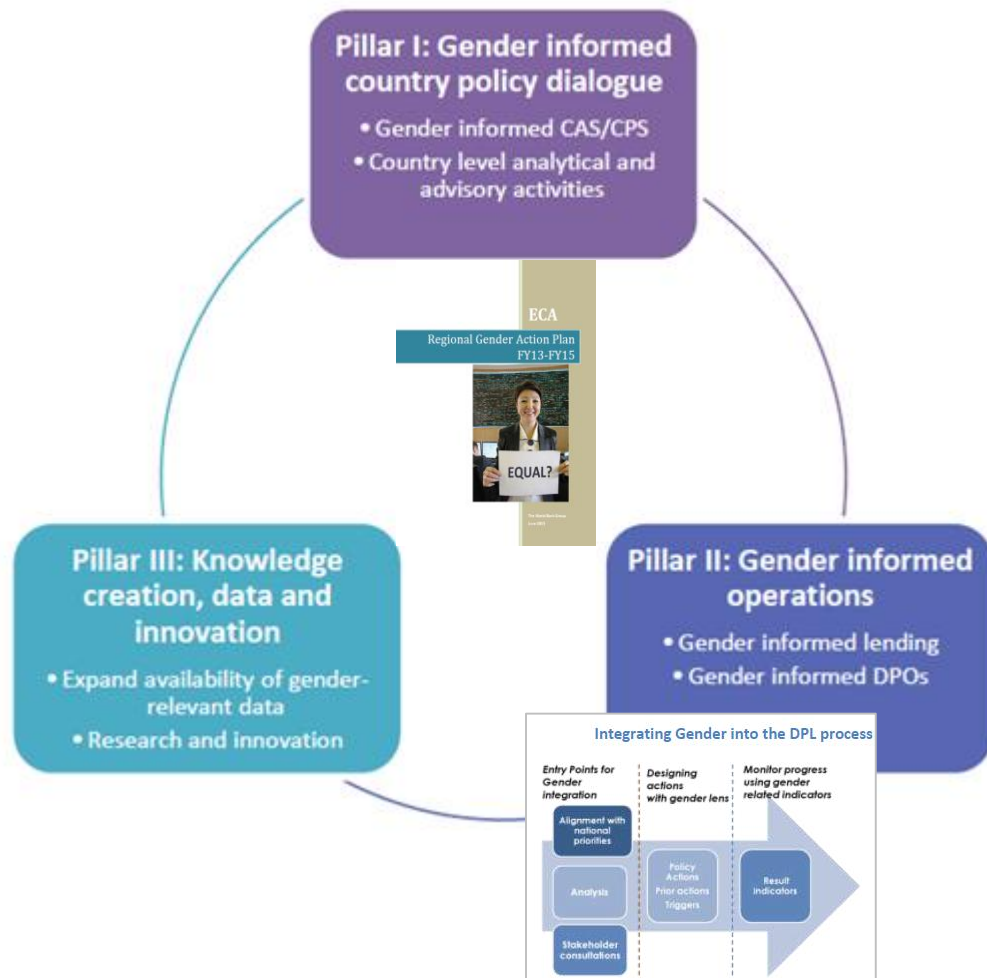 Pillar I: Gender informed
country policy dialogue
• Gender informed CAS/CPS
• Country level analytical and
advisory activities
ECA
Regional Gender Action Plan
FY13-FY15
EQUAL?
Pillar III: Knowledge
creation, data and
innovation
• Expand availability of gender-
relevant data
• Research and innovation
Pillar II: Gender informed
operations
• Gender informed lending
• Gender informed DPOs
Integrating Gender into the DPL process
Entry Points for
Gender
integration
Designing
actions
with gender lens
Monitor progress
using gender
related indicators
Alignment with
national
priorities
Analysis
Stakeholder
consultations
Policy
Actions
Prior actions
Triggers
Result
indicators